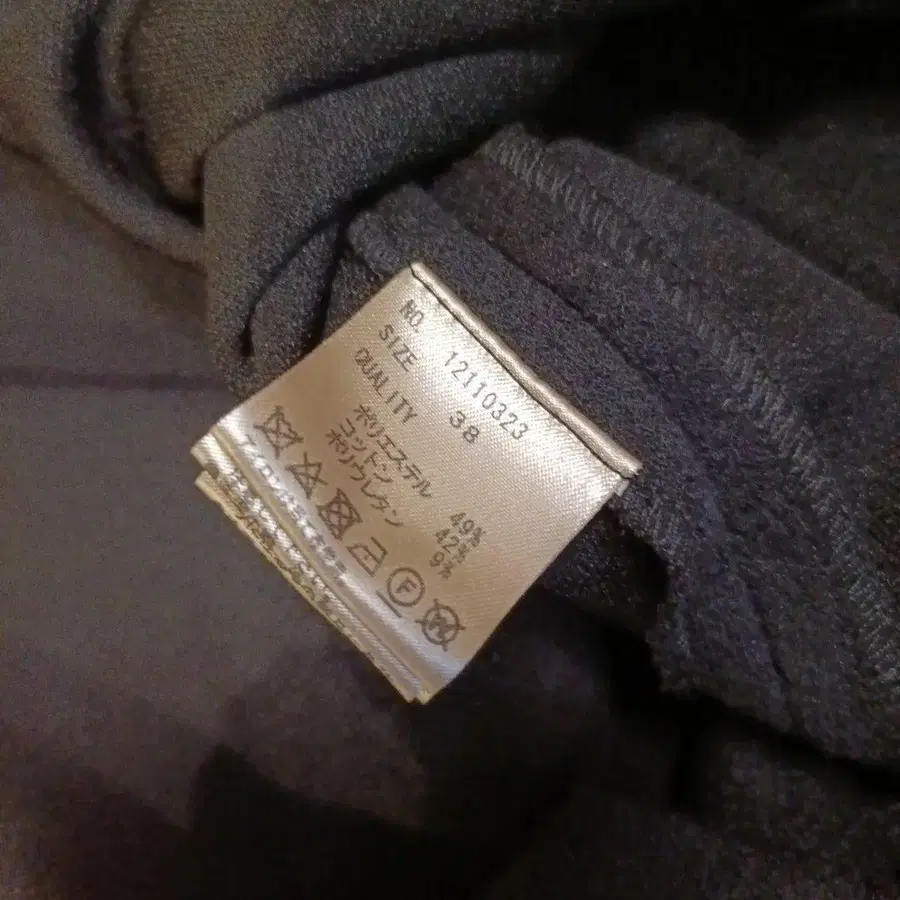 NO. 12110323
SIZE 38
QUALITY
ポリエステル 49%
コットン 42%
ポリウレタン 9%
F
W